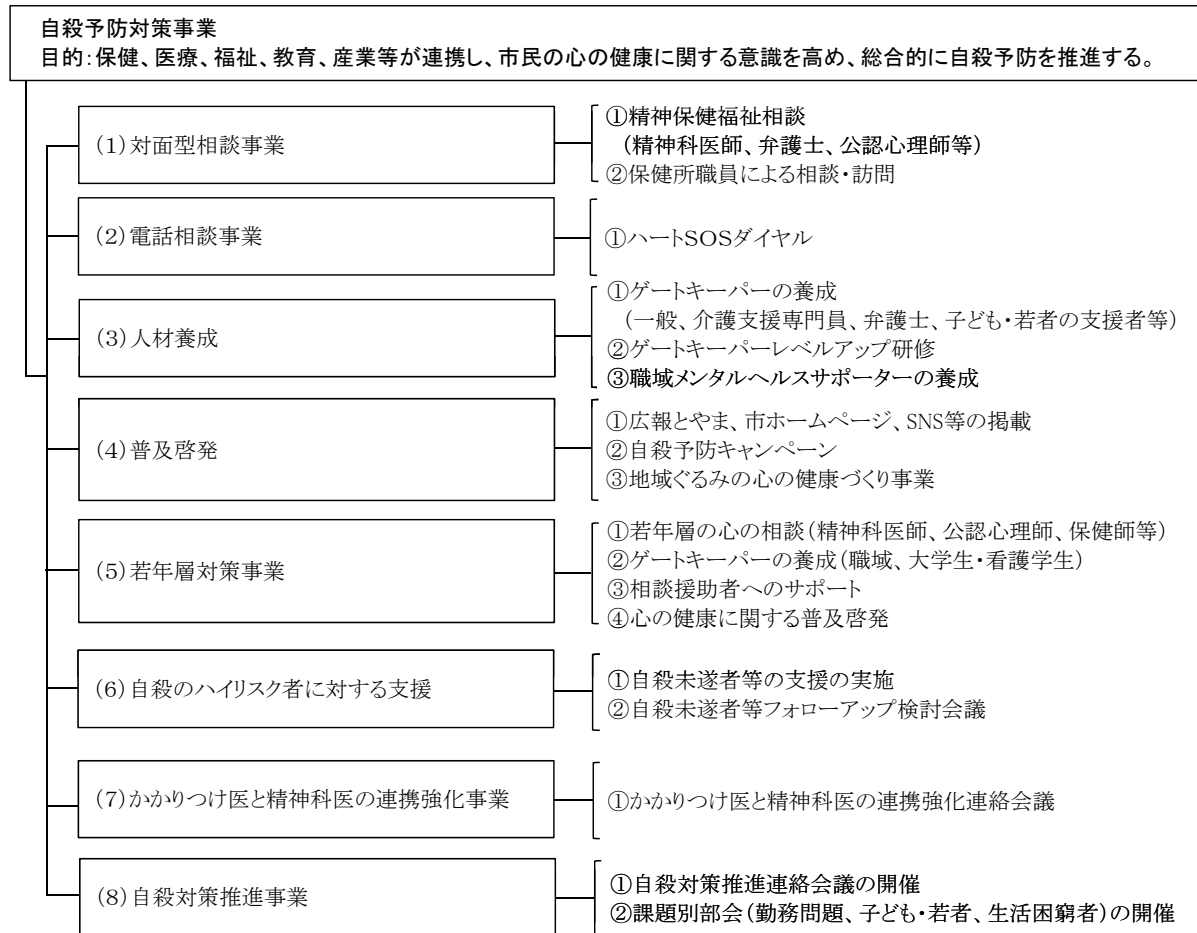 自殺予防対策事業
目的：保健、医療、福祉、教育、産業等が連携し、市民の心の健康に関する意識を高め、総合的に自殺予防を推進する。
(1)対面型相談事業
①精神保健福祉相談
(精神科医師、弁護士、公認心理師等)
②保健所職員による相談・訪問
(2)電話相談事業
①ハートSOSダイヤル
(3)人材養成
①ゲートキーパーの養成
(一般、介護支援専門員、弁護士、子ども・若者の支援者等)
②ゲートキーパーレベルアップ研修
③職域メンタルヘルスサポーターの養成
(4)普及啓発
①広報とやま、市ホームページ、SNS等の掲載
②自殺予防キャンペーン
③地域ぐるみの心の健康づくり事業
(5)若年層対策事業
①若年層の心の相談(精神科医師、公認心理師、保健師等)
②ゲートキーパーの養成(職域、大学生・看護学生)
③相談援助者へのサポート
④心の健康に関する普及啓発
(6)自殺のハイリスク者に対する支援
①自殺未遂者等の支援の実施
②自殺未遂者等フォローアップ検討会議
(7)かかりつけ医と精神科医の連携強化事業
①かかりつけ医と精神科医の連携強化連絡会議
(8)自殺対策推進事業
①自殺対策推進連絡会議の開催
②課題別部会(勤務問題、子ども・若者、生活困窮者)の開催